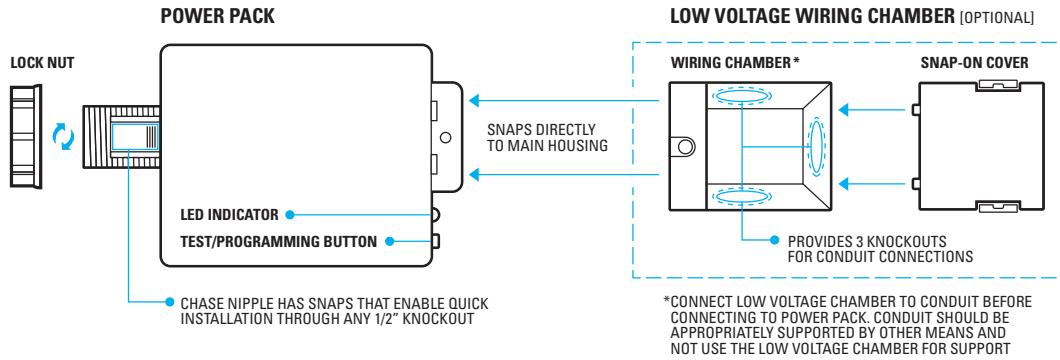 POWER PACK
LOW VOLTAGE WIRING CHAMBER [OPTIONAL]
LOCK NUT
WIRING CHAMBER*
SNAP-ON COVER
SNAPS DIRECTLY
TO MAIN HOUSING
LED INDICATOR
TEST/PROGRAMMING BUTTON
PROVIDES 3 KNOCKOUTS
FOR CONDUIT CONNECTIONS
CHASE NIPPLE HAS SNAPS THAT ENABLE QUICK
INSTALLATION THROUGH ANY 1/2" KNOCKOUT
*CONNECT LOW VOLTAGE CHAMBER TO CONDUIT BEFORE
CONNECTING TO POWER PACK. CONDUIT SHOULD BE
APPROPRIATELY SUPPORTED BY OTHER MEANS AND
NOT USE THE LOW VOLTAGE CHAMBER FOR SUPPORT